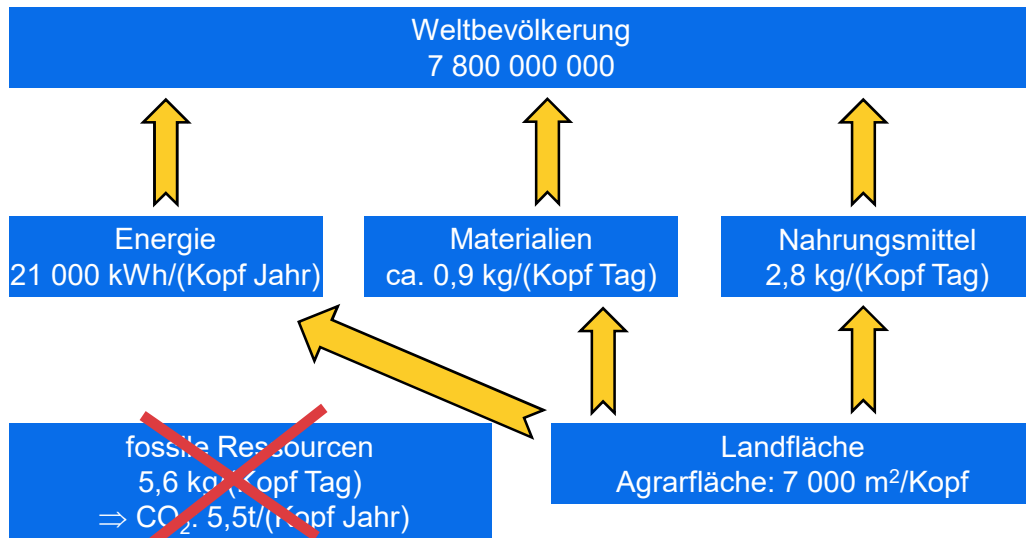 Weltbevölkerung
7 800 000 000
Energie
21 000 kWh/(Kopf Jahr)
Materialien
ca. 0,9 kg/(Kopf Tag)
Nahrungsmittel
2,8 kg/(Kopf Tag)
fossile Ressourcen
5,6 kg/(Kopf Tag)
⇒ CO₂: 5,5t/(Kopf Jahr)
Landfläche
Agrarfläche: 7 000 m²/Kopf